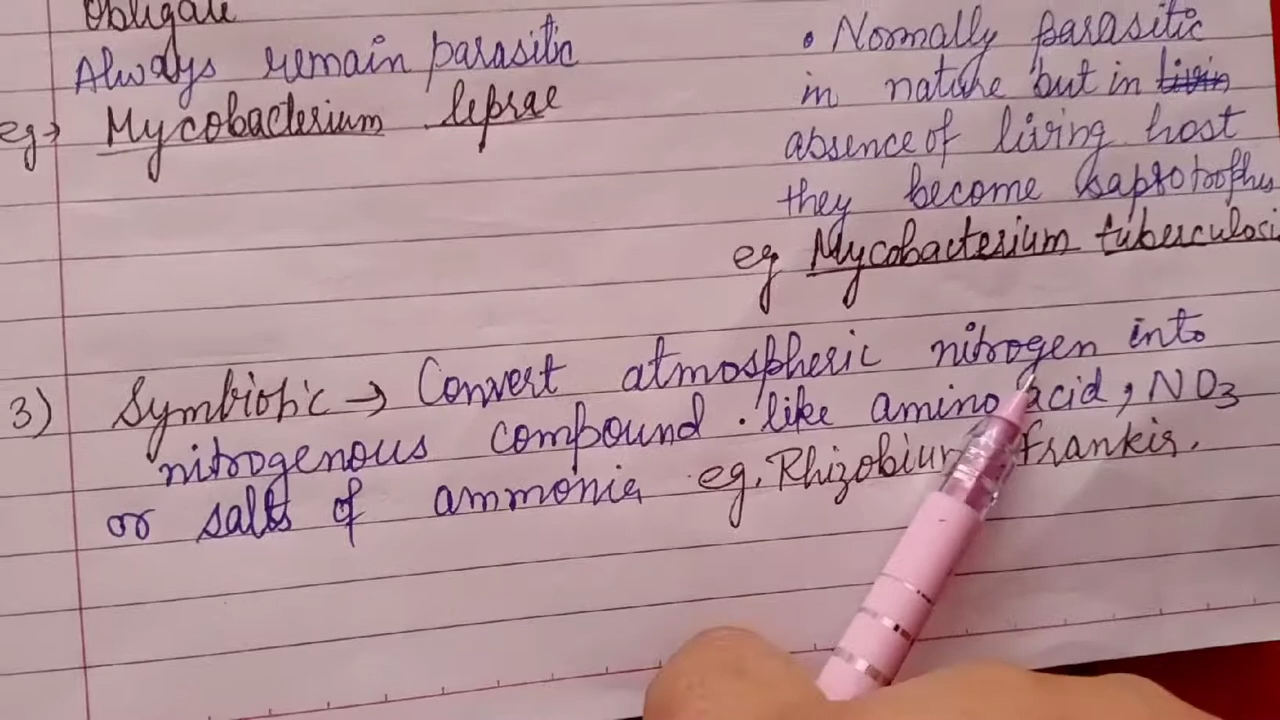 Obligate
Always remain parasitic
eg→ Mycobacterium leprae
• Normally parasitic
in nature but in
absence of living host
they become saprotrophs
eg Mycobacterium tuberculosi
3) Symbiotic → Convert atmospheric nitrogen into
nitrogenous compound. like amino acid, NO3
or salts of ammonia eg. Rhizobium Frankia.